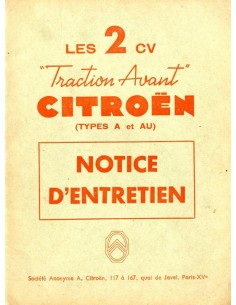 LES 2 CV
"Traction Avant"
CITROËN
(TYPES A et AU)
NOTICE
D'ENTRETIEN
Société Anonyme A. Citroën, 117 à 167, quai de Javel, Paris-XVe